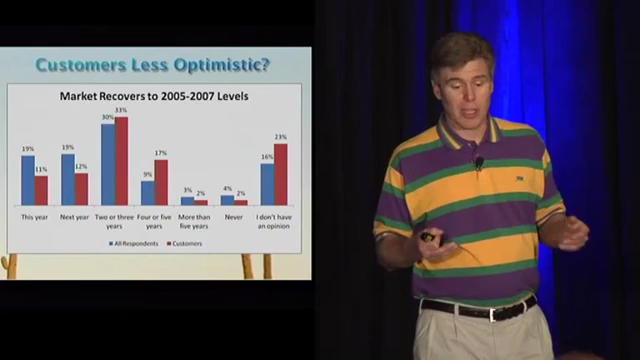 Customers Less Optimistic?
Market Recovers to 2005-2007 Levels
19% 11%
19% 12%
30% 33%
9% 17%
3% 2%
4% 2%
16% 23%
This year
Next year
Two or three
years
Four or five
years
More than
five years
Never
I don't have
an opinion
All Respondents
Customers